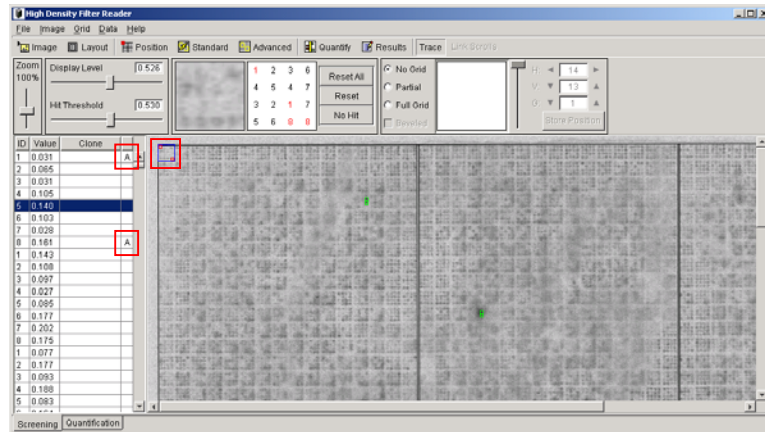 High Density Filter Reader
File Image Grid Data Help
Image Layout Position Standard Advanced Quantify Results Trace Link Scrolls
Zoom
100%
Display Level 0.526
Hit Threshold 0.530
1 2 3 6
4 5 4 7
3 2 1 7
5 6 8 8
Reset All
Reset
No Hit
No Grid
Partial
Full Grid
Beveled
H: 14
V: 13
G: 1
Store Position
ID Value Clone
1 0.031 A
2 0.065
3 0.031
4 0.105
5 0.140
6 0.103
7 0.028
8 0.161 A
1 0.143
2 0.108
3 0.097
4 0.027
5 0.085
6 0.177
7 0.202
8 0.175
1 0.077
2 0.177
3 0.093
4 0.188
5 0.083
Screening Quantification